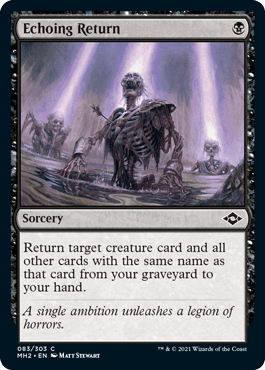 Echoing Return
Sorcery
Return target creature card and all
other cards with the same name as
that card from your graveyard to
your hand.
A single ambition unleashes a legion of
horrors.
083/303 C
MH2 • EN Matt Stewart
™ & © 2021 Wizards of the Coast